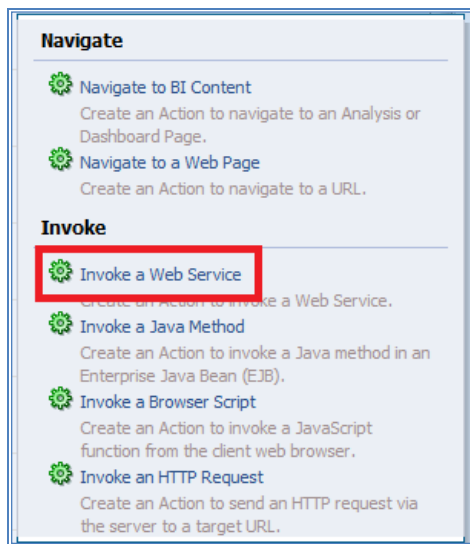 Navigate
Navigate to BI Content
Create an Action to navigate to an Analysis or
Dashboard Page.
Navigate to a Web Page
Create an Action to navigate to a URL.
Invoke
Invoke a Web Service
Create an Action to invoke a Web Service.
Invoke a Java Method
Create an Action to invoke a Java method in an
Enterprise Java Bean (EJB).
Invoke a Browser Script
Create an Action to invoke a JavaScript
function from the client web browser.
Invoke an HTTP Request
Create an Action to send an HTTP request via
the server to a target URL.